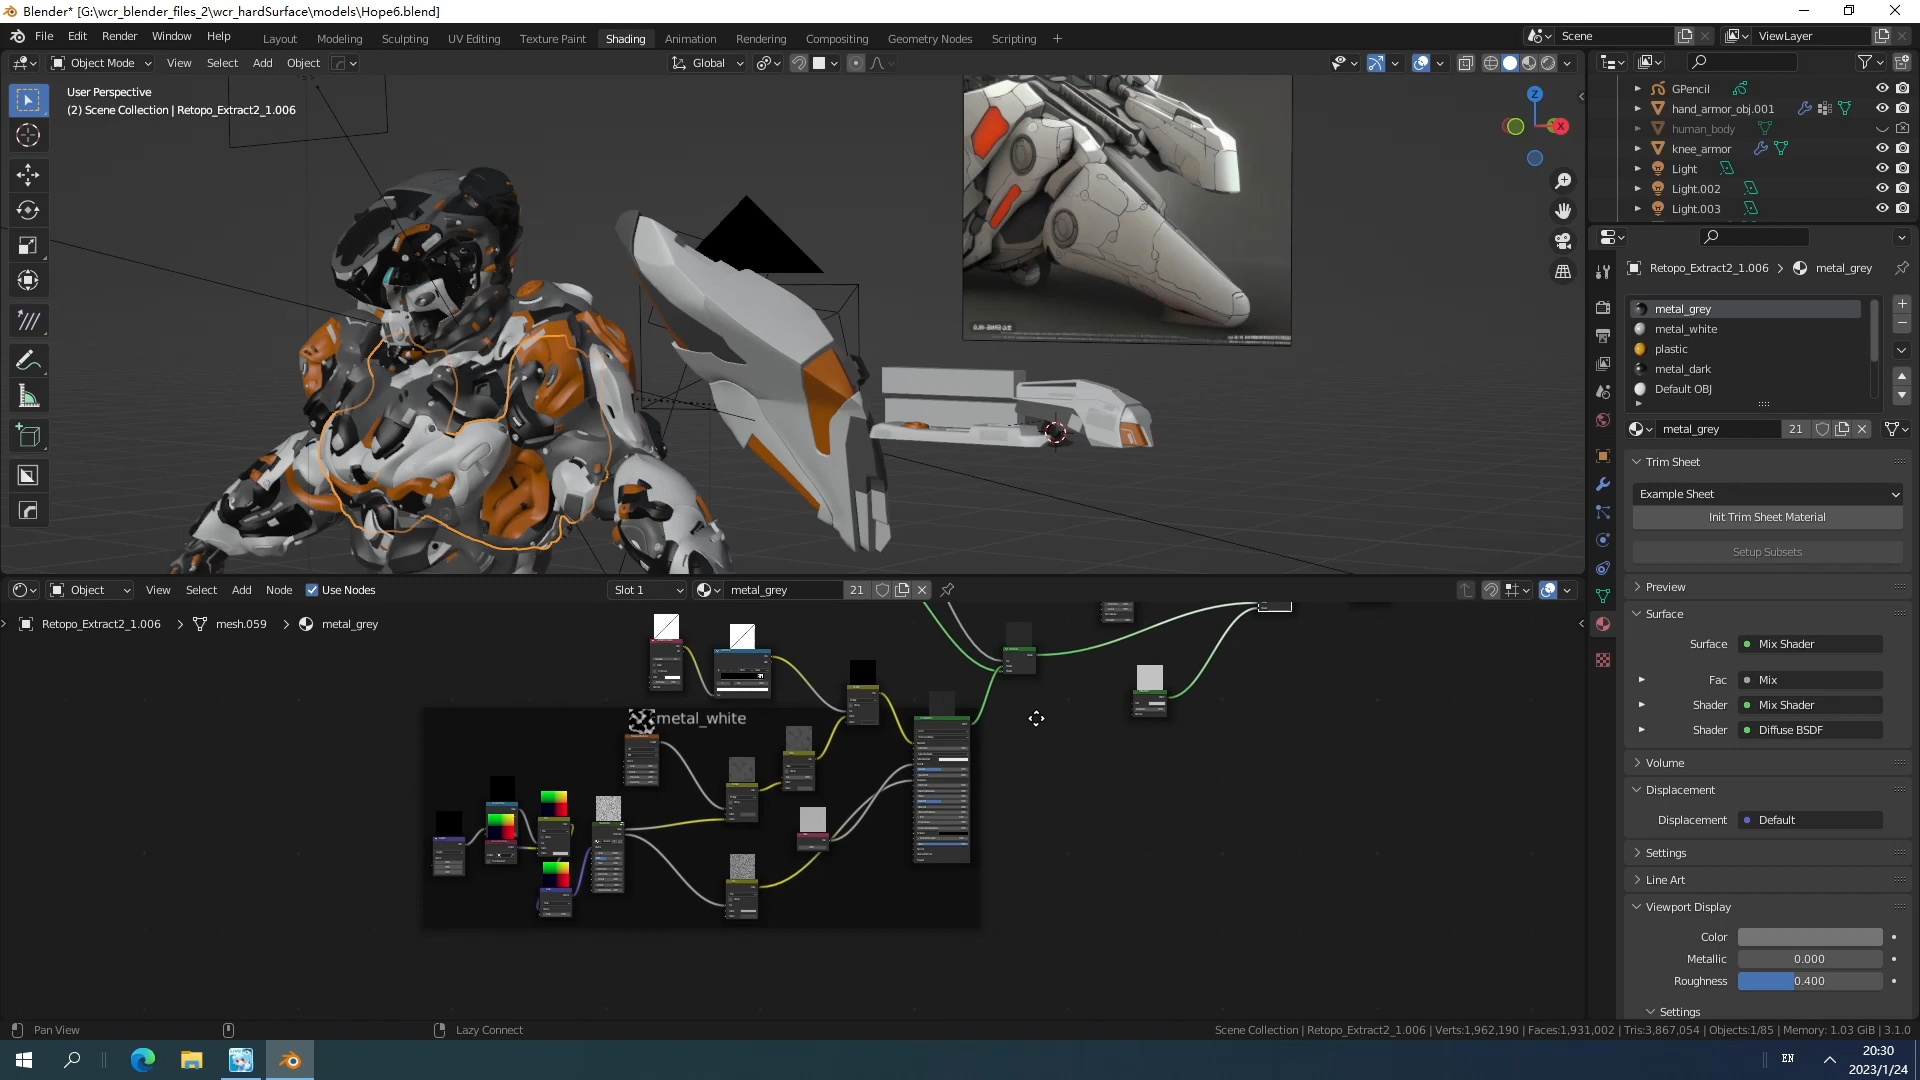 Blender* [G:\wcr_blender_files_2\wcr_hardSurface\models\Hope6.blend]
File Edit Render Window Help
Layout Modeling Sculpting UV Editing Texture Paint Shading Animation Rendering Compositing Geometry Nodes Scripting +
Scene
ViewLayer
Object Mode View Select Add Object
Global
User Perspective
(2) Scene Collection | Retopo_Extract2_1.006
Z
X
GPencil
hand_armor_obj.001
human_body
knee_armor
Light
Light.002
Light.003
Retopo_Extract2_1.006 > metal_grey
metal_grey
metal_white
plastic
metal_dark
Default OBJ
metal_grey 21
Trim Sheet
Example Sheet
Init Trim Sheet Material
Setup Subsets
Preview
Surface
Surface Mix Shader
Fac Mix
Shader Mix Shader
Shader Diffuse BSDF
Volume
Displacement
Displacement Default
Settings
Line Art
Viewport Display
Color
Metallic 0.000
Roughness 0.400
Settings
Object View Select Add Node Use Nodes Slot 1 metal_grey 21
Retopo_Extract2_1.006 > mesh.059 > metal_grey
metal_white
Pan View
Lazy Connect
Scene Collection | Retopo_Extract2_1.006 | Verts:1,962,190 | Faces:1,931,002 | Tris:3,867,054 | Objects:1/85 | Memory: 1.03 GiB | 3.1.0
EN
20:30
2023/1/24